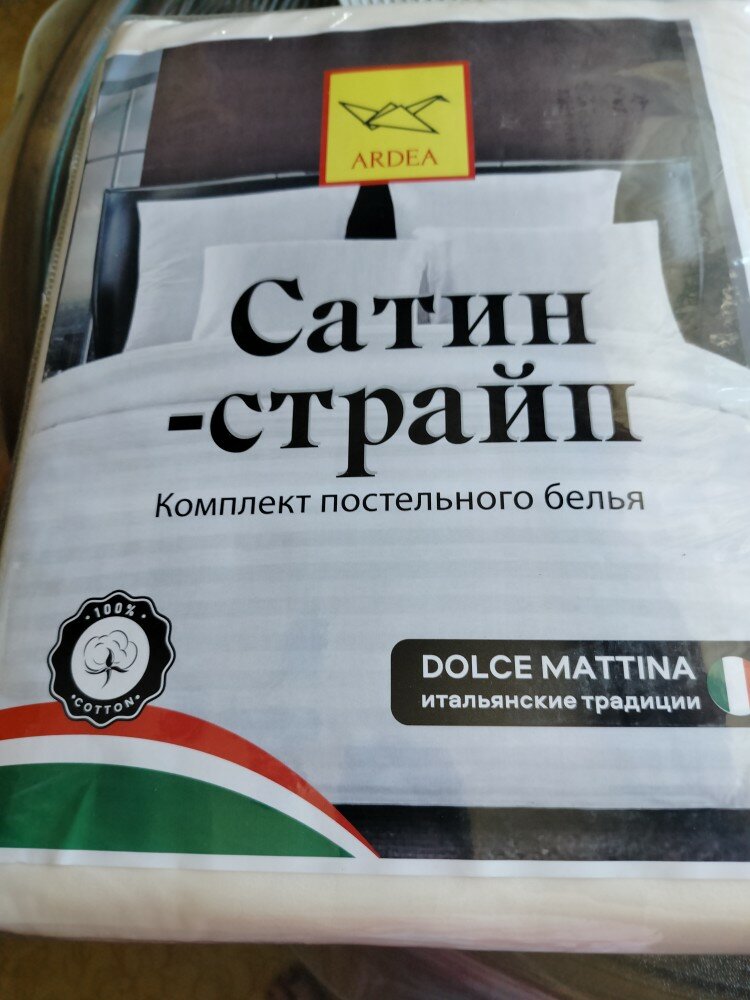 ARDEA
Сатин
-страйп
Комплект постельного белья
100%
COTTON
DOLCE MATTINA
итальянские традиции